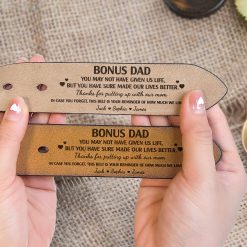 BONUS DAD
YOU MAY NOT HAVE GIVEN US LIFE,
BUT YOU HAVE SURE MADE OUR LIVES BETTER.
Thanks for putting up with our mom
IN CASE YOU FORGET, THIS BELT IS YOUR REMINDER OF HOW MUCH WE
Jack ♥ Sophia ♥ James
BONUS DAD
YOU MAY NOT HAVE GIVEN US LIFE,
BUT YOU HAVE SURE MADE OUR LIVES BETTER.
Thanks for putting up with our mom
IN CASE YOU FORGET, THIS BELT IS YOUR REMINDER OF HOW MUCH WE
Jack ♥ Sophia ♥ James